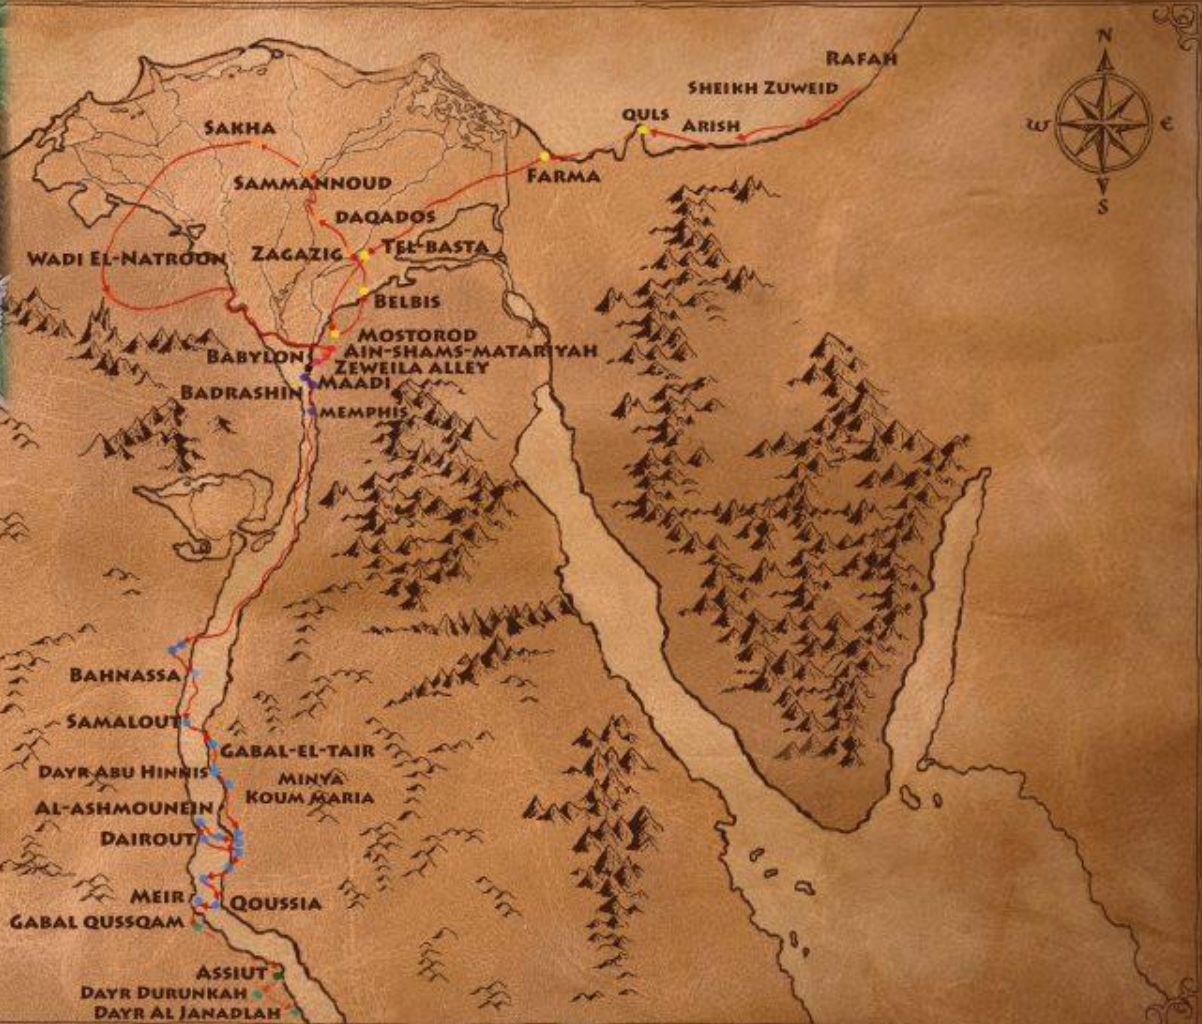 N
W
E
S
RAFAH
SHEIKH ZUWEID
QULS
ARISH
FARMA
SAKHA
SAMMANNOUD
DAQADOS
TEL-BASTA
ZAGAZIG
WADI EL-NATROON
BELBIS
MOSTOROD
AIN-SHAMS-MATARIYAH
BABYLON
ZEWEILA ALLEY
MAADI
BADRASHIN
MEMPHIS
BAHNASSA
SAMALOUT
GABAL-EL-TAIR
DAYR ABU HINNIS
MINYA
KOUM MARIA
AL-ASHMOUNEIN
DAIROUT
MEIR
QOUSSIA
GABAL QUSSQAM
ASSIUT
DAYR DURUNKAH
DAYR AL JANADLAH